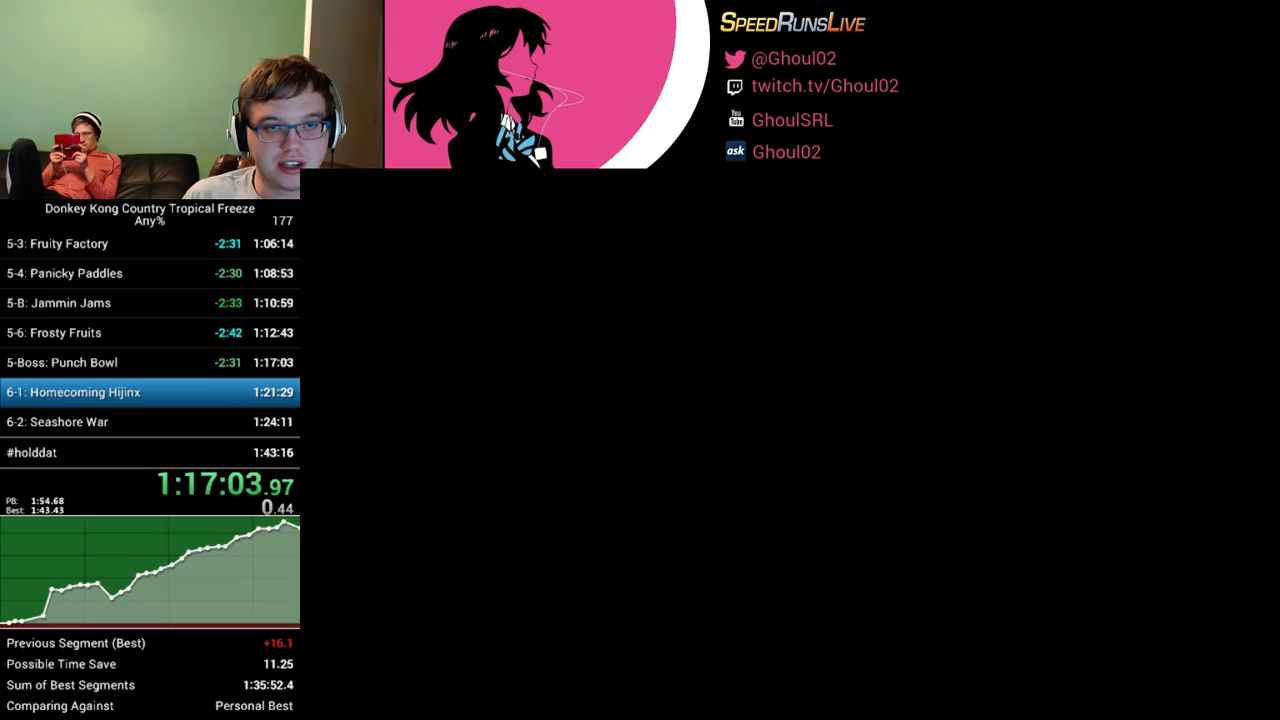 SPEEDRUNSLIVE
@Ghoul02
twitch.tv/Ghoul02
You Tube GhoulSRL
ask Ghoul02
Donkey Kong Country Tropical Freeze
Any% 177
5-3: Fruity Factory -2:31 1:06:14
5-4: Panicky Paddles -2:30 1:08:53
5-B: Jammin Jams -2:33 1:10:59
5-6: Frosty Fruits -2:42 1:12:43
5-Boss: Punch Bowl -2:31 1:17:03
6-1: Homecoming Hijinx 1:21:29
6-2: Seashore War 1:24:11
#holddat 1:43:16
1:17:03.97
PB: 1:54.68 0.44
Best: 1:43.43
Previous Segment (Best) +16.1
Possible Time Save 11.25
Sum of Best Segments 1:35:52.4
Comparing Against Personal Best